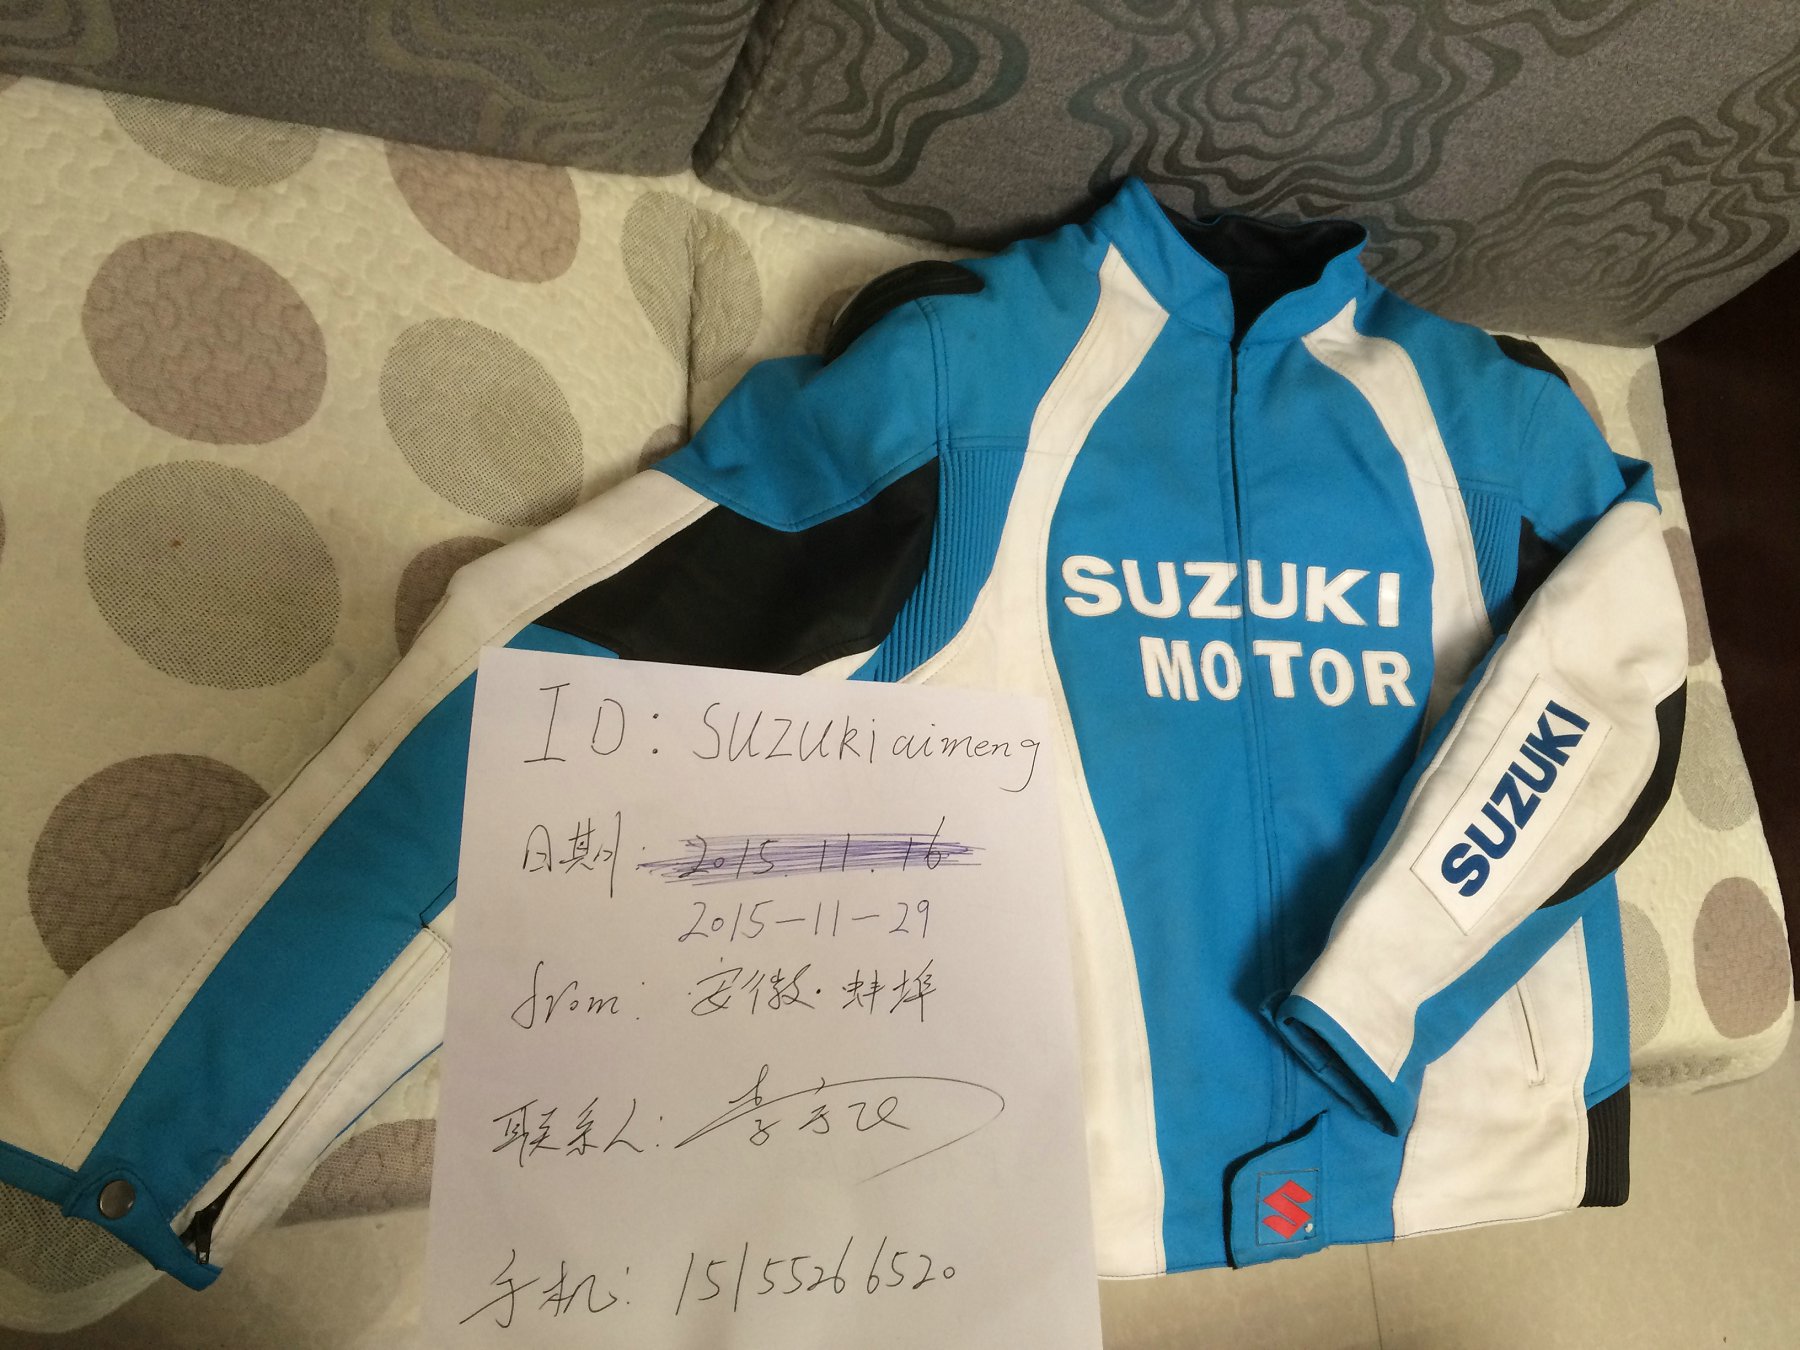 SUZUKI
MOTOR
SUZUKI
ID: SUZUKiaimeng
日期: 2015.11.16
2015-11-29
from: 安徽·蚌埠
联系人: 李
手机: 15155266520